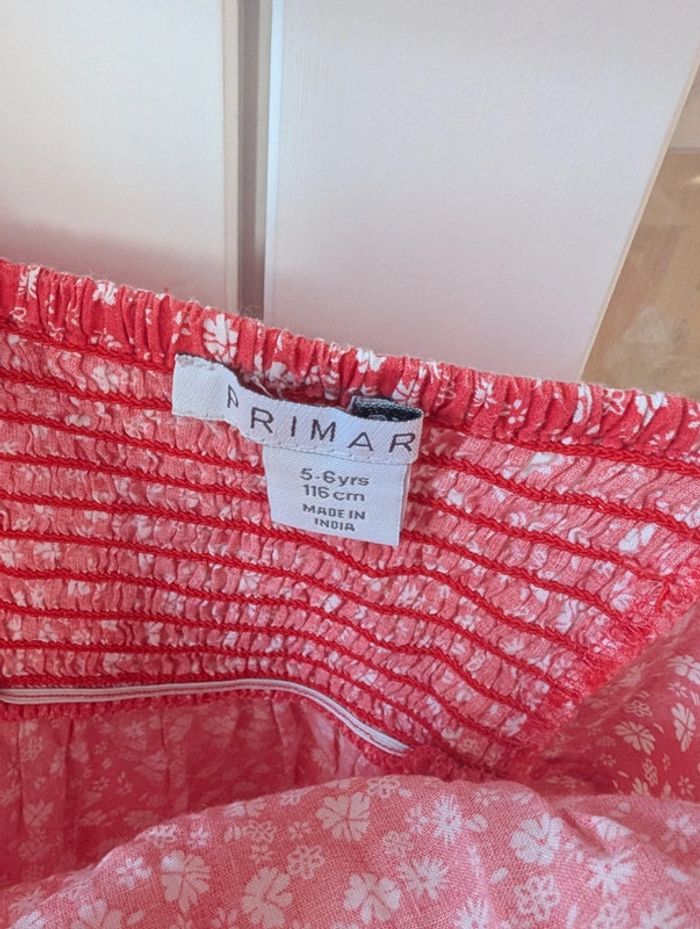 PRIMAR
5-6yrs
116cm
MADE IN
INDIA